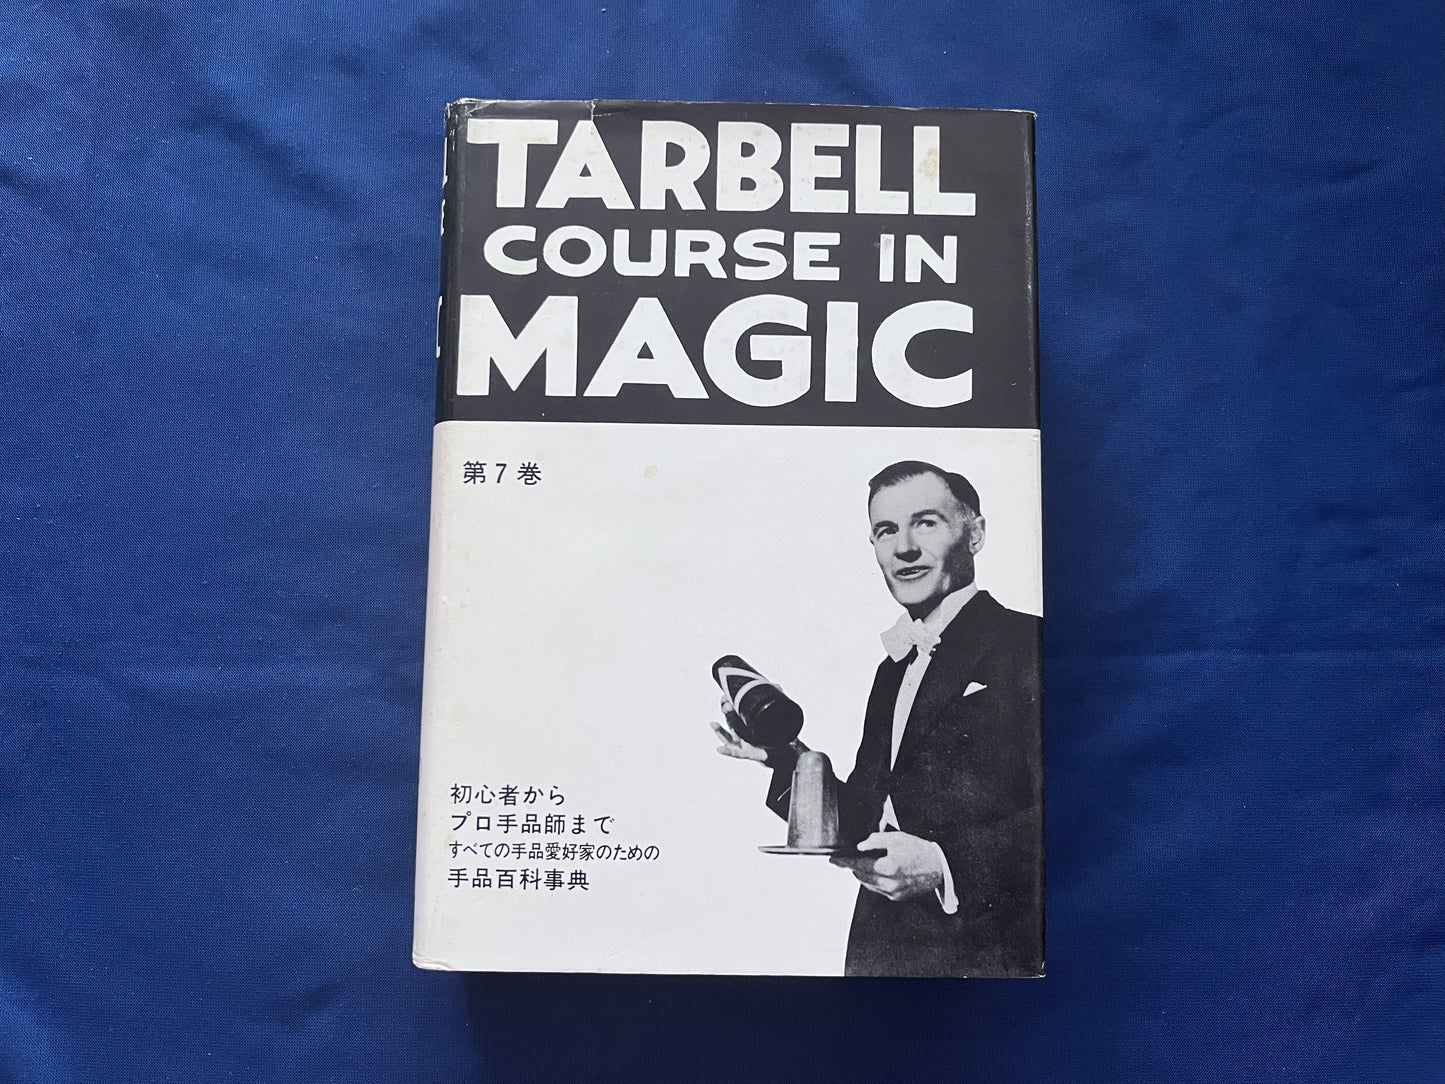 TARBELL
COURSE IN
MAGIC
第7巻
初心者から
プロ手品師まで
すべての手品愛好家のための
手品百科事典